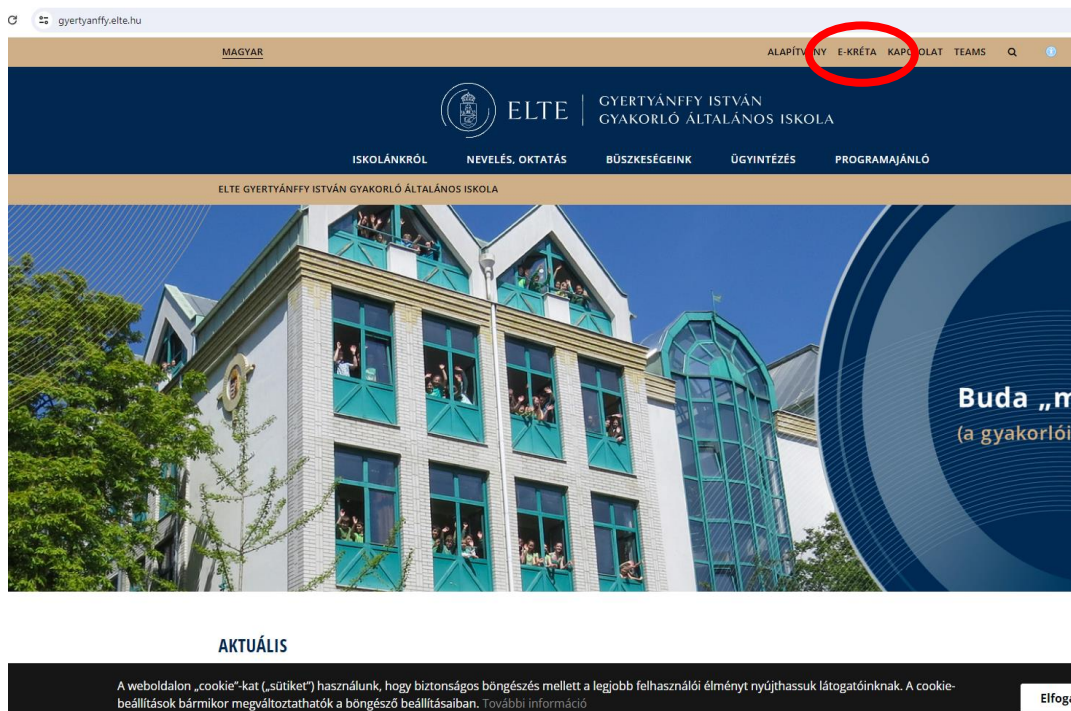 gyertyanffy.elte.hu
MAGYAR
E-KRÉTA
TEAMS
ELTE
GYERTYÁNFFY ISTVÁN
GYAKORLÓ ÁLTALÁNOS ISKOLA
ISKOLÁNKRÓL NEVELÉS, OKTATÁS BÜSZKESÉGEINK ÜGYINTÉZÉS PROGRAMAJÁNLÓ
ELTE GYERTYÁNFFY ISTVÁN GYAKORLÓ ÁLTALÁNOS ISKOLA
Buda „m
(a gyakorlói
AKTUÁLIS
A weboldalon „cookie"-kat („sütiket") használunk, hogy biztonságos böngészés mellett a legjobb felhasználói élményt nyújthassuk látogatóinknak. A cookie-
beállítások bármikor megváltoztathatók a böngésző beállításaiban. További információ
Elfoga